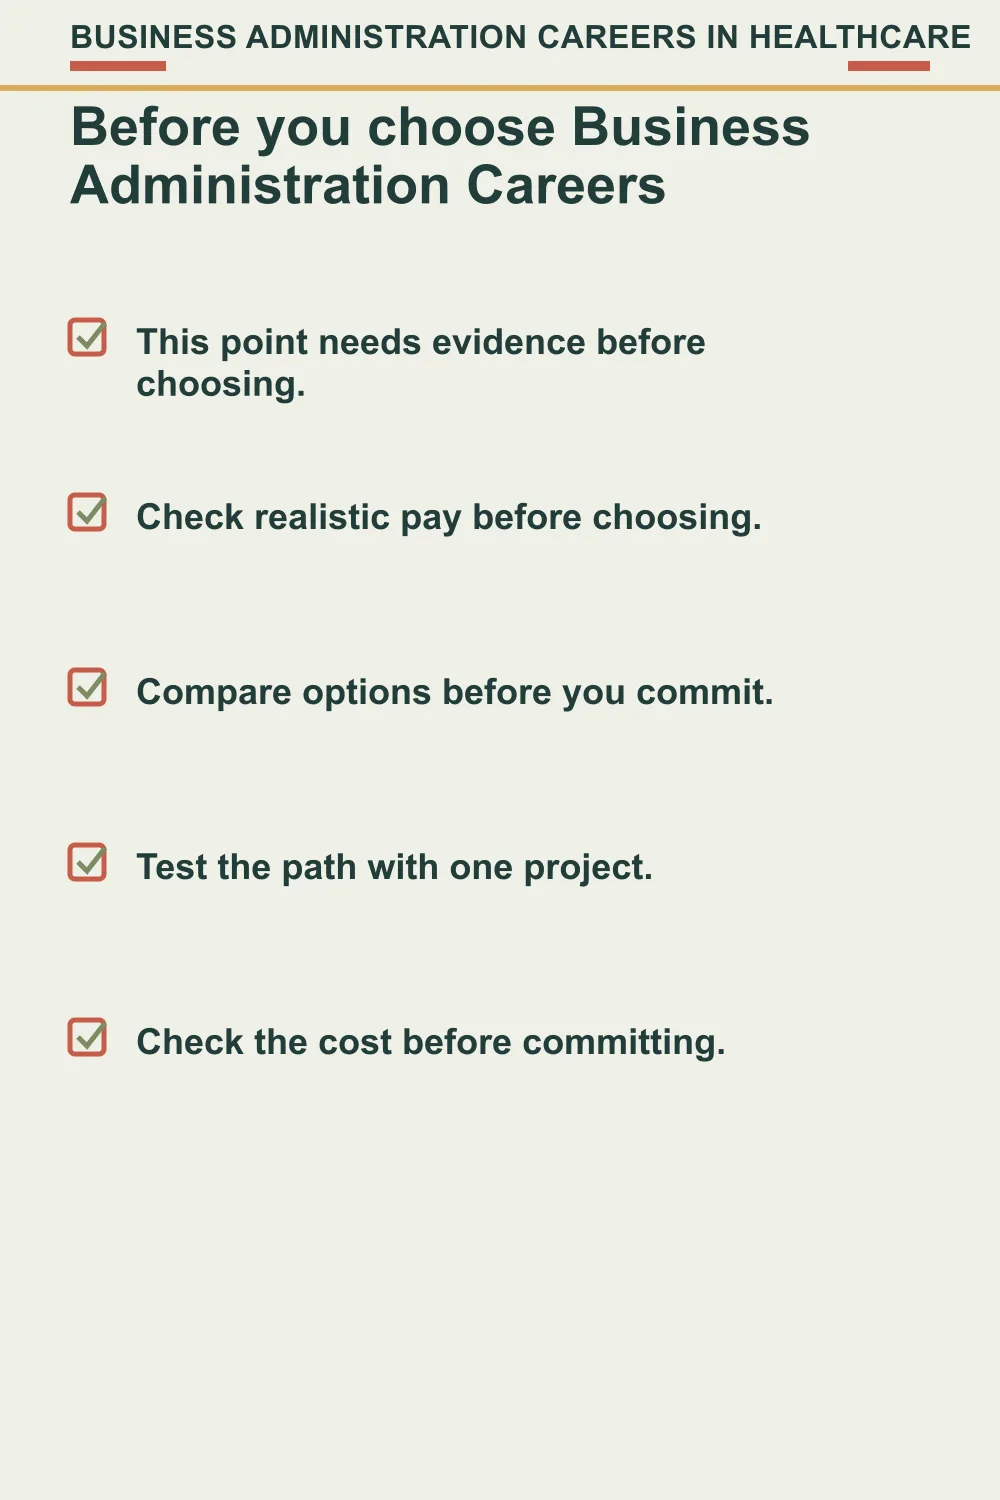 BUSINESS ADMINISTRATION CAREERS IN HEALTHCARE
Before you choose Business
Administration Careers
This point needs evidence before
choosing.
Check realistic pay before choosing.
Compare options before you commit.
Test the path with one project.
Check the cost before committing.